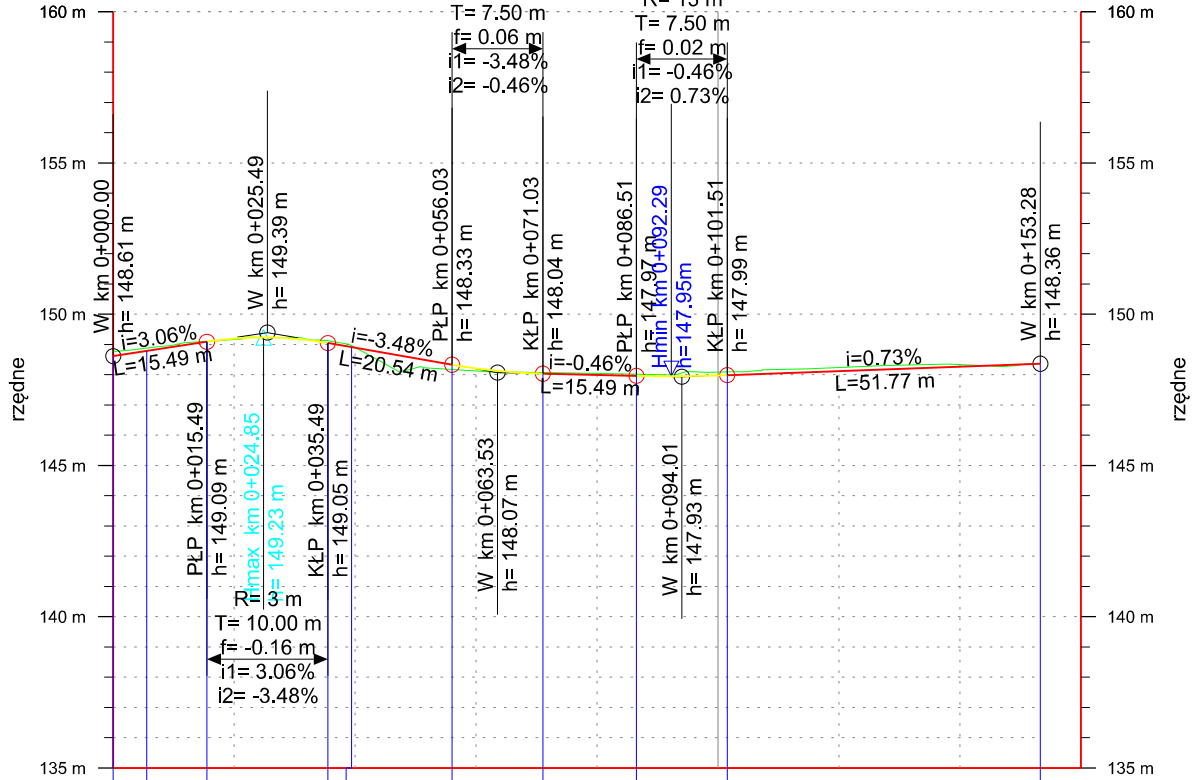 160 m
155 m
150 m
145 m
140 m
135 m
rzędne
T= 7.50 m
f= 0.06 m
i1= -3.48%
i2= -0.46%
R= 15 m
T= 7.50 m
f= 0.02 m
i1= -0.46%
i2= 0.73%
W km 0+000.00
h= 148.61 m
W km 0+025.49
h= 149.39 m
PŁP km 0+056.03
h= 148.33 m
KŁP km 0+071.03
h= 148.04 m
PŁP km 0+086.51
h= 147.97 m
Hmin km 0+092.29
h=147.95m
KŁP km 0+101.51
h= 147.99 m
W km 0+153.28
h= 148.36 m
i=3.06%
L=15.49 m
i=-3.48%
L=20.54 m
i=-0.46%
L=15.49 m
i=0.73%
L=51.77 m
PŁP km 0+015.49
h= 149.09 m
Hmax km 0+024.85
h= 149.23 m
KŁP km 0+035.49
h= 149.05 m
W km 0+063.53
h= 148.07 m
W km 0+094.01
h= 147.93 m
R= 3 m
T= 10.00 m
f= -0.16 m
i1= 3.06%
i2= -3.48%
160 m
155 m
150 m
145 m
140 m
135 m
rzędne